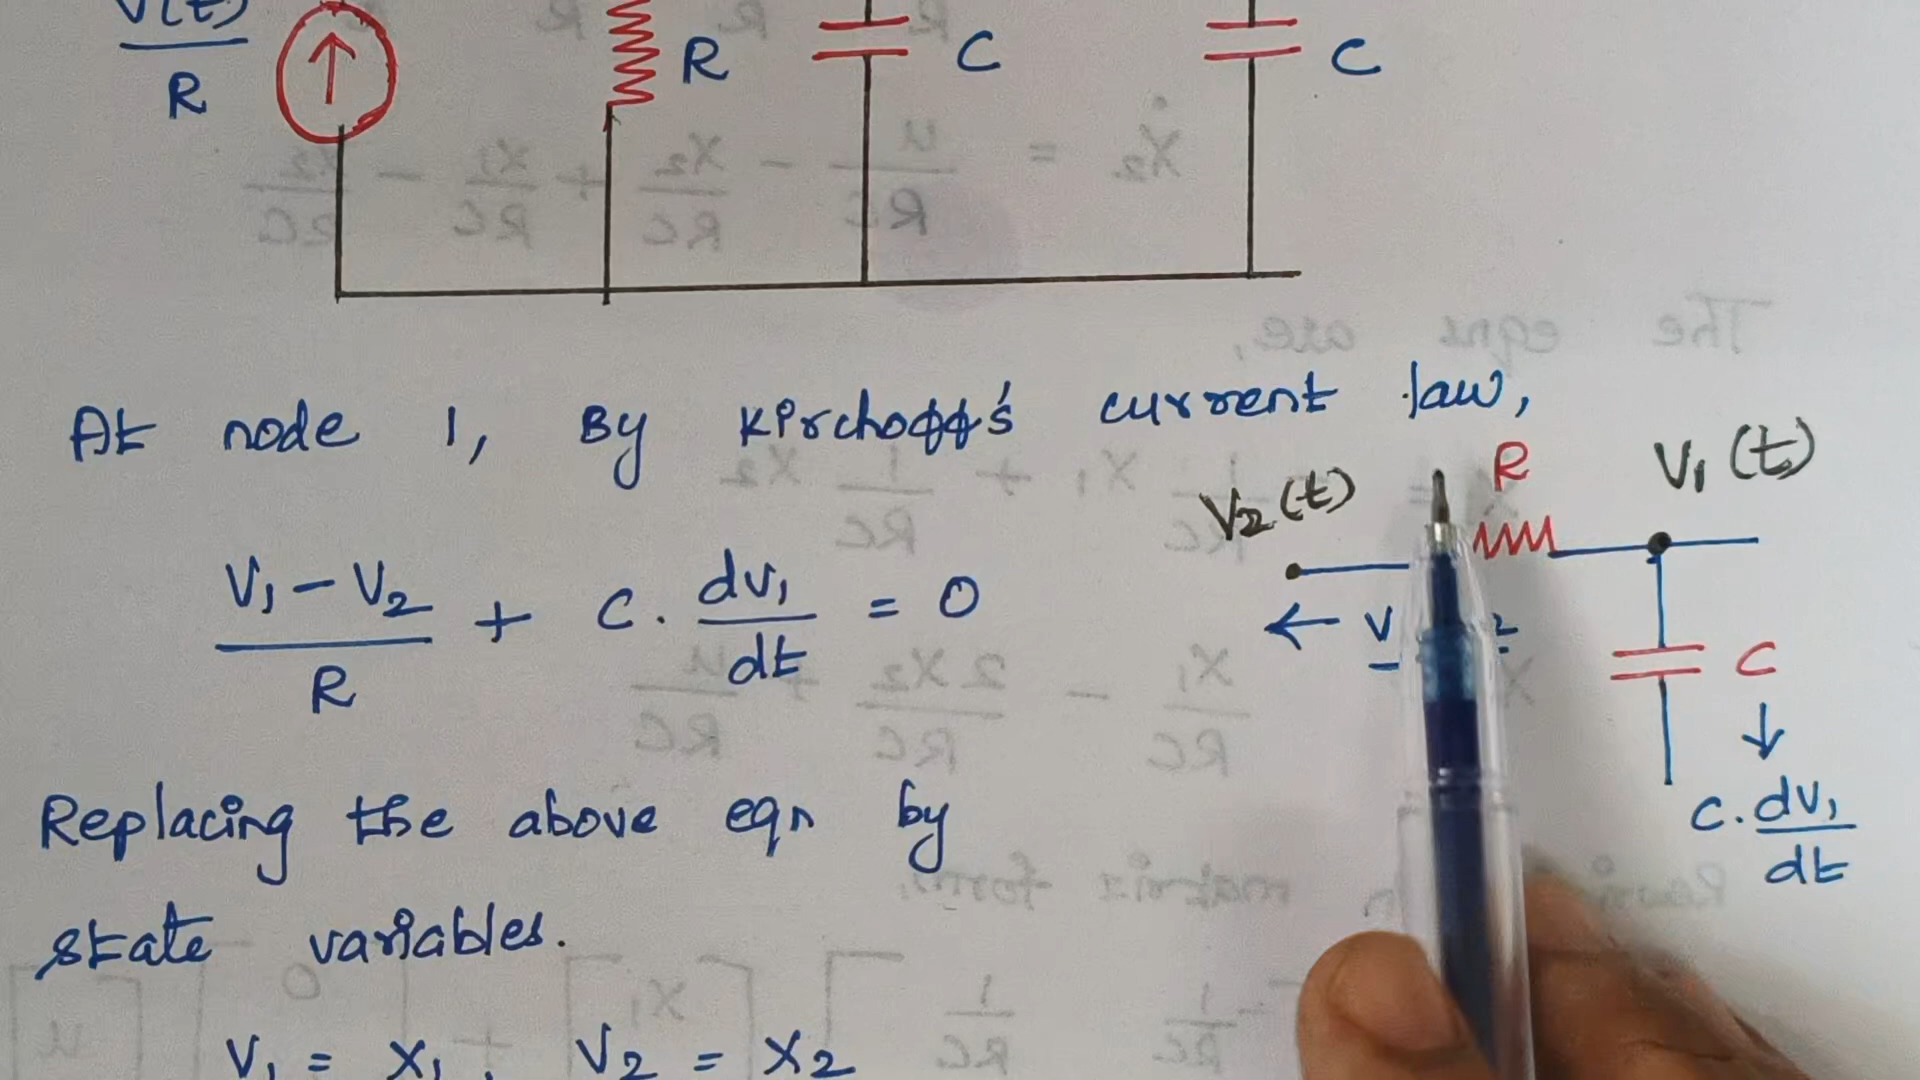 V(t)
R
R
C
C
At node 1, By Kirchoff's current law,
V₂(t)
R
V₁(t)
V₁ - V₂ / R + C. dv₁/dt = 0
← V
C
↓
C. dv₁/dt
Replacing the above eqn by
state variables.
V₁ = X₁, V₂ = X₂